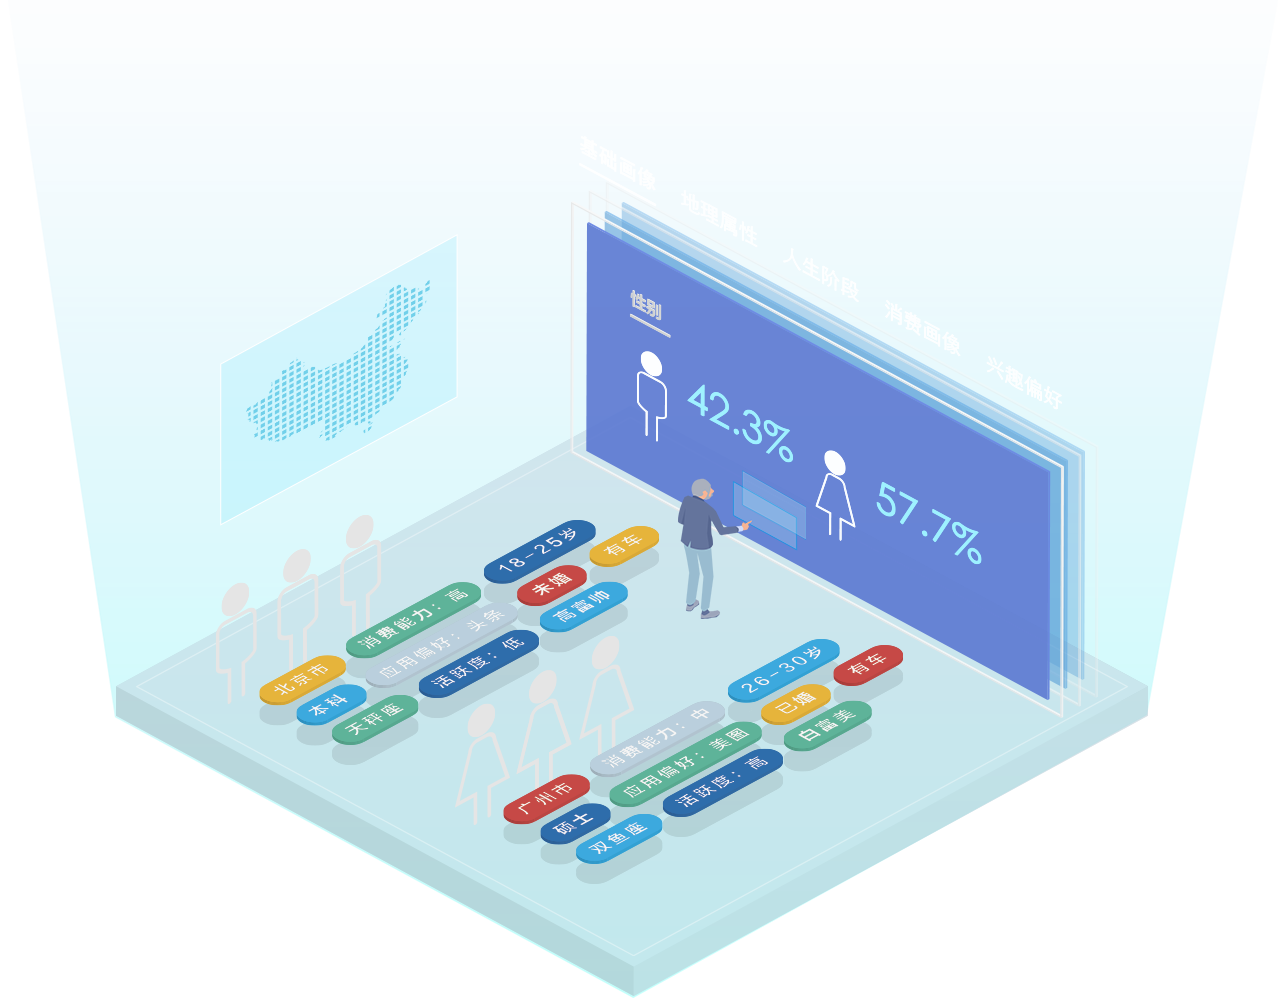 基础画像
地理属性
人生阶段
消费画像
兴趣偏好
性别
42.3%
57.7%
18-25岁
有车
消费能力：高
未婚
应用偏好：头条
高富帅
北京市
活跃度：低
本科
天秤座
26-30岁
有车
消费能力：中
已婚
应用偏好：美图
白富美
广州市
活跃度：高
硕士
双鱼座